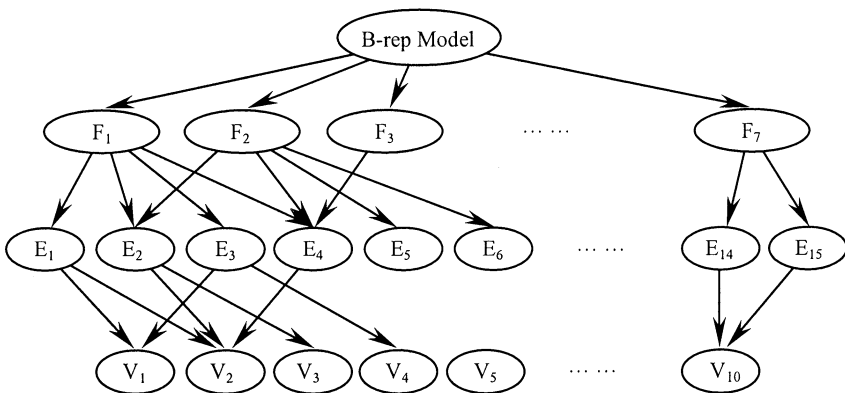 B-rep Model
F₁ F₂ F₃ ... ... F₇
E₁ E₂ E₃ E₄ E₅ E₆ ... ... E₁₄ E₁₅
V₁ V₂ V₃ V₄ V₅ ... ... V₁₀